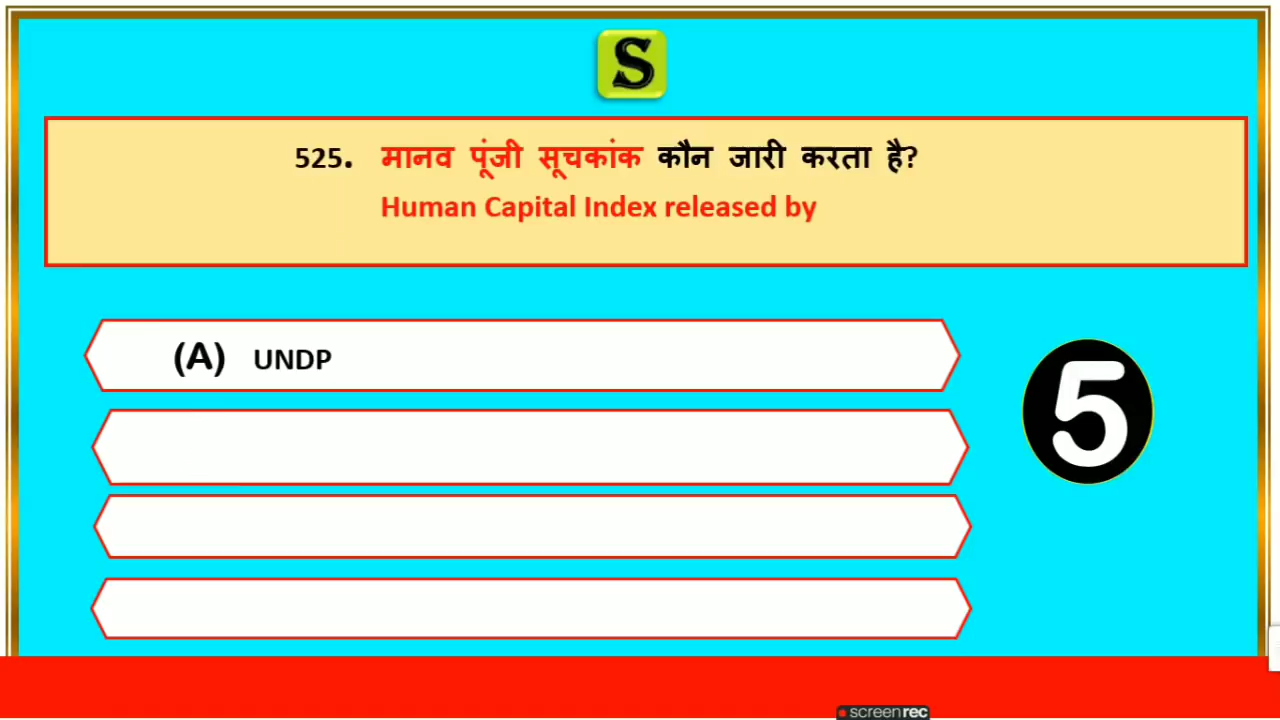 S
525. मानव पूंजी सूचकांक कौन जारी करता है?
Human Capital Index released by
(A) UNDP
5
screenrec